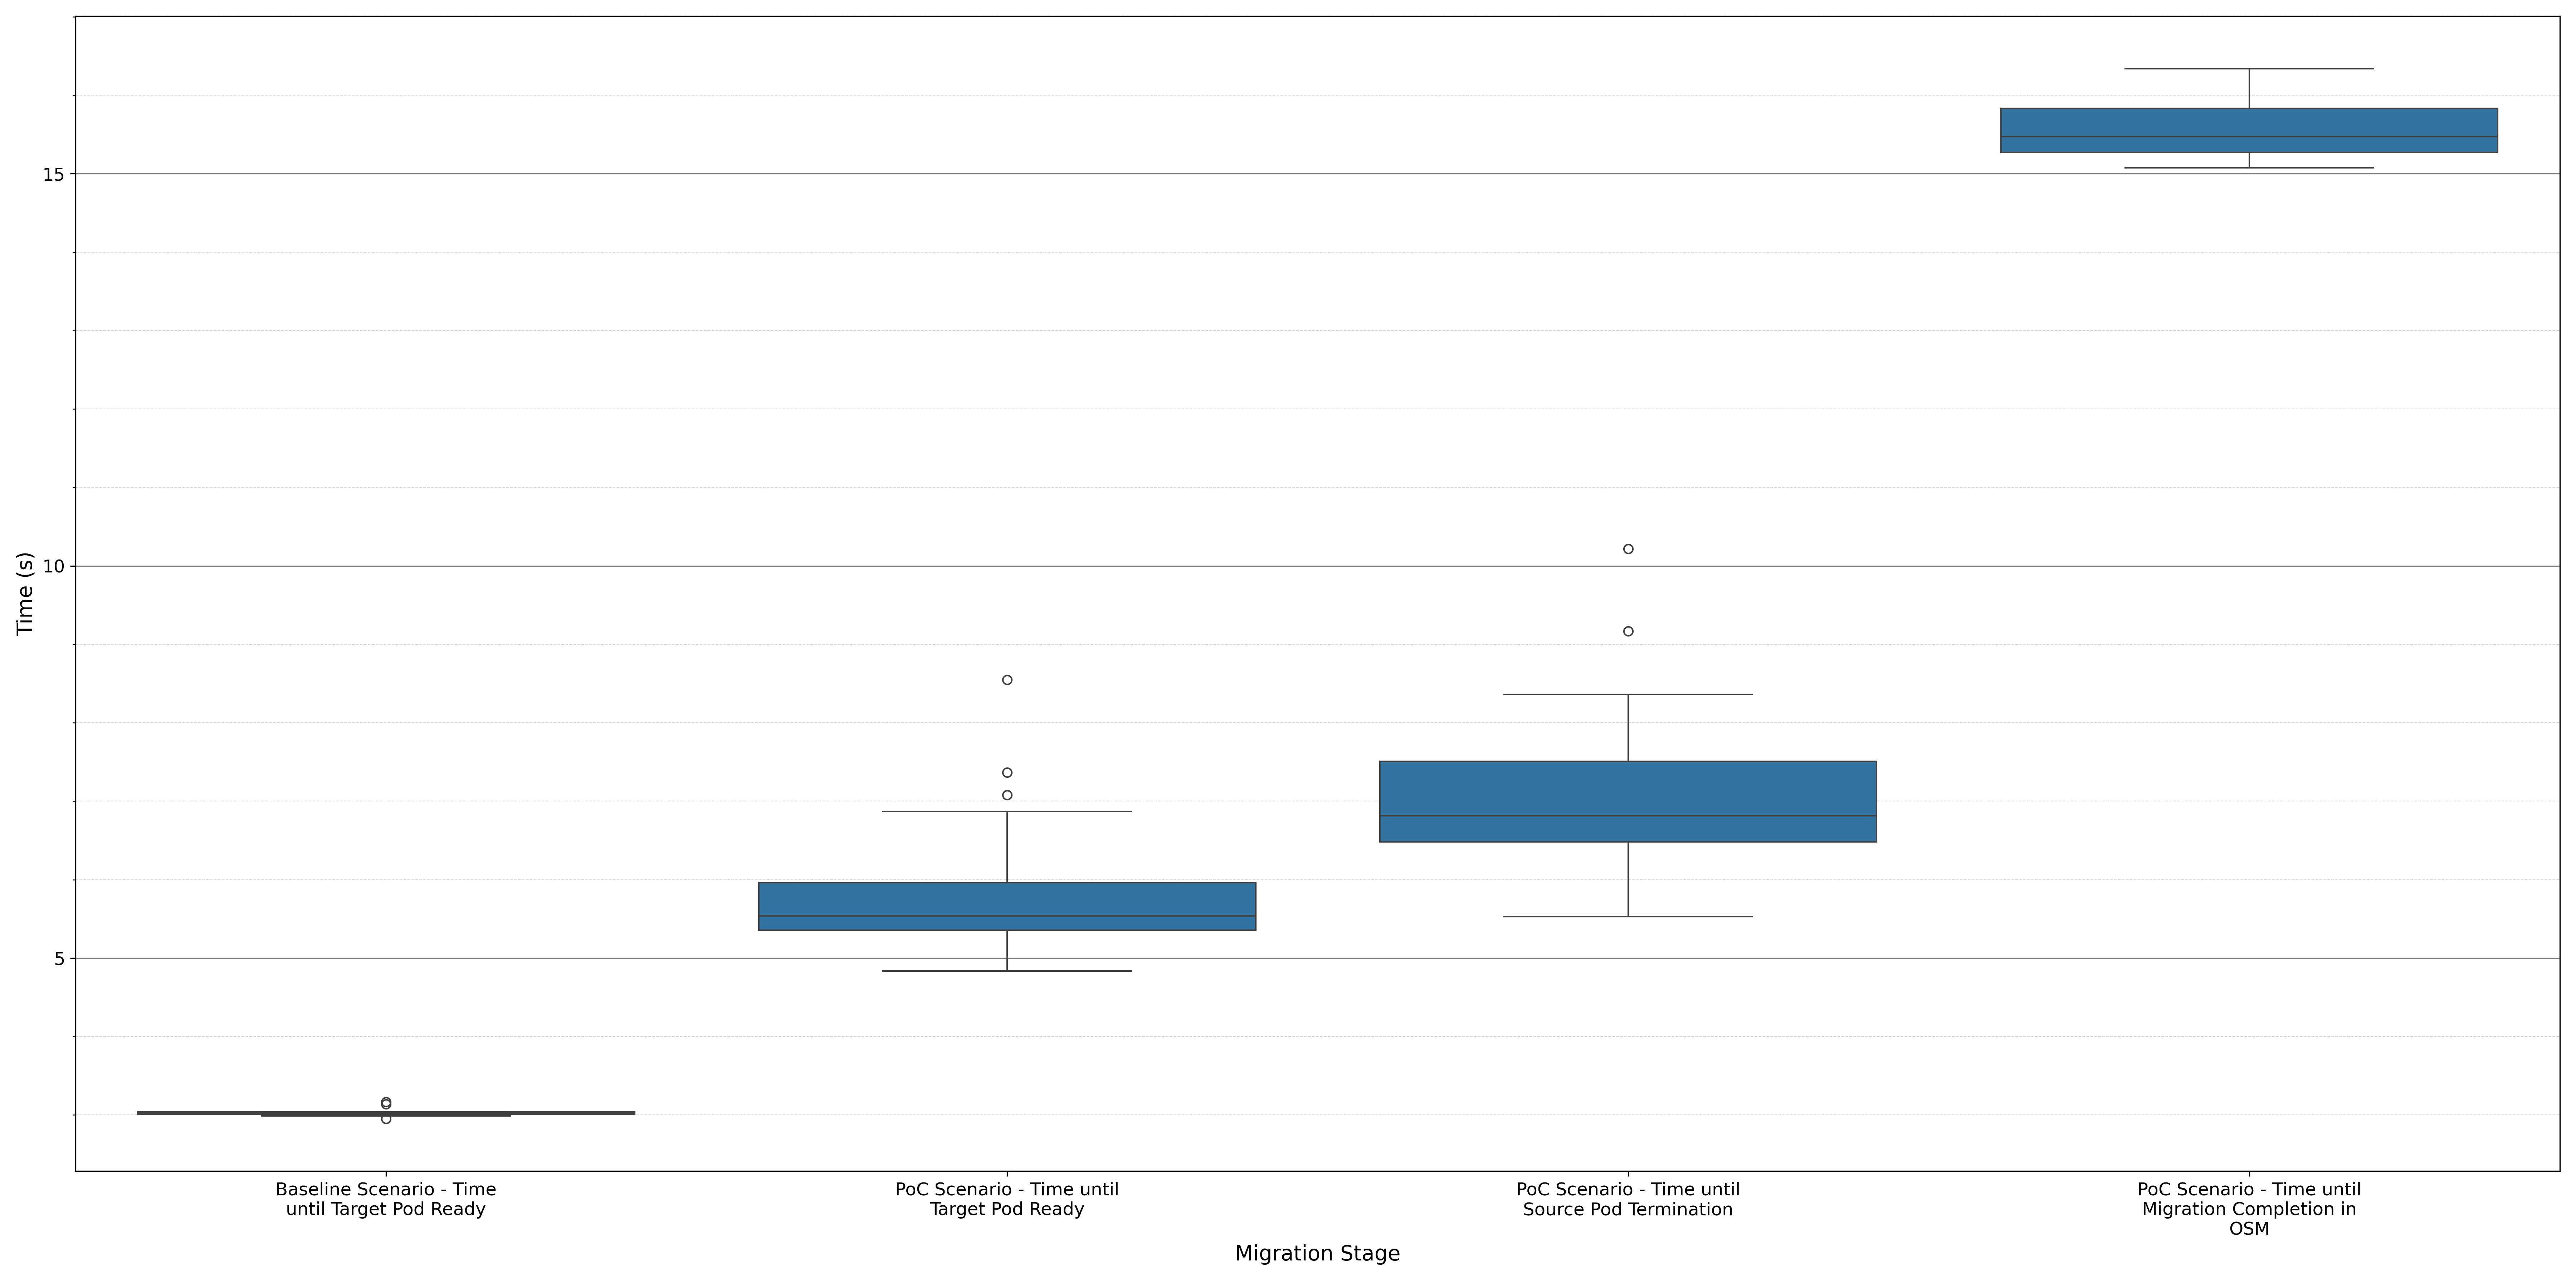 15
10
5
Time (s)
Baseline Scenario - Time
until Target Pod Ready
PoC Scenario - Time until
Target Pod Ready
PoC Scenario - Time until
Source Pod Termination
PoC Scenario - Time until
Migration Completion in
OSM
Migration Stage